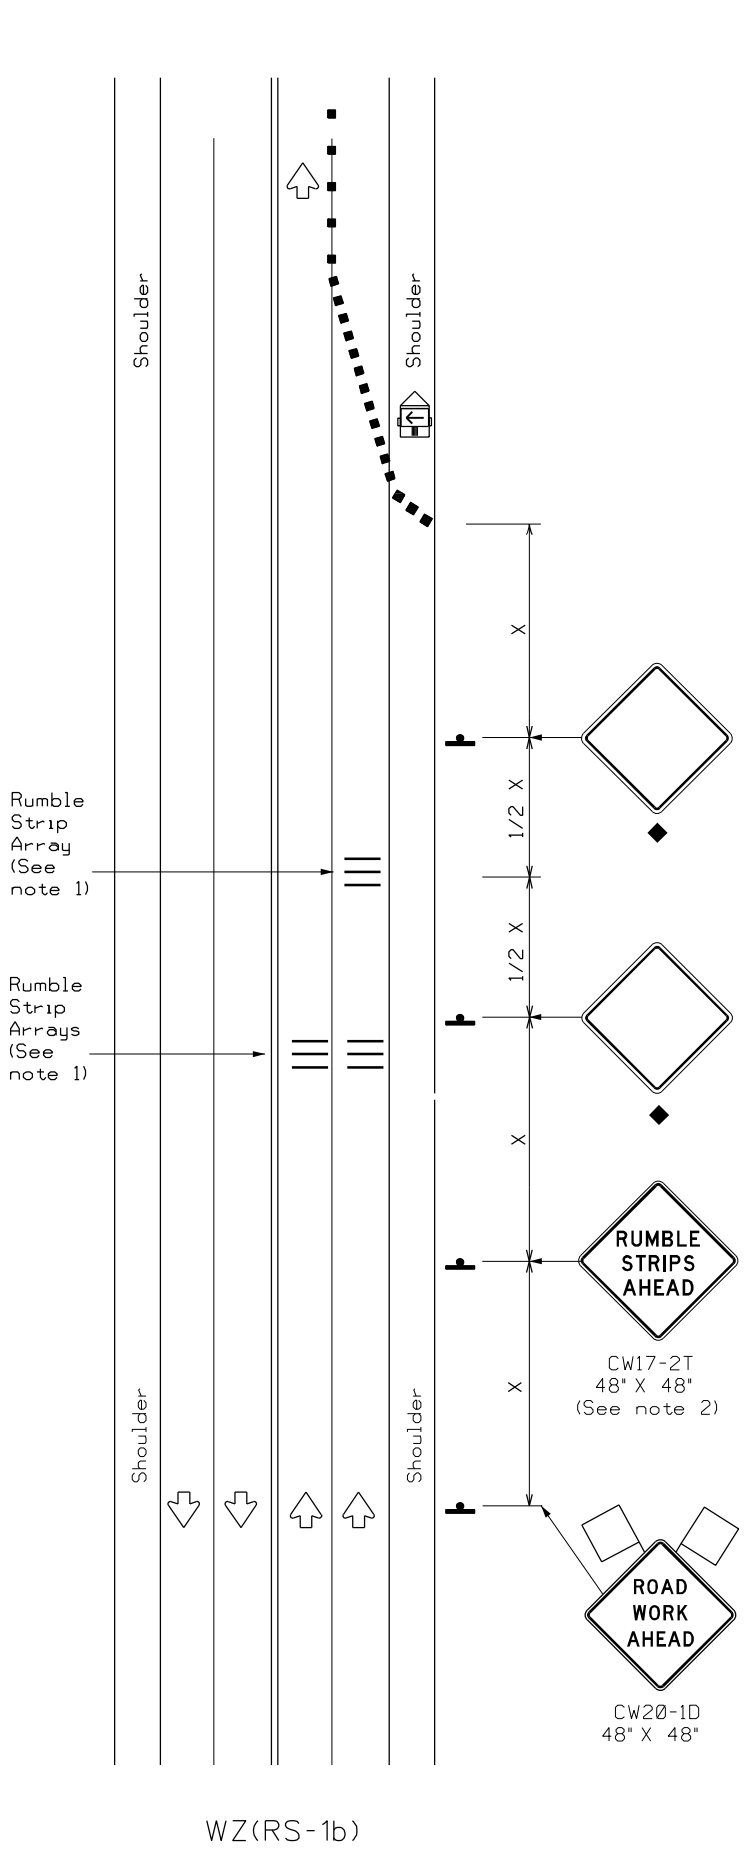 Shoulder
Shoulder
X
1/2 X
Rumble
Strip
Array
(See
note 1)
1/2 X
Rumble
Strip
Arrays
(See
note 1)
X
RUMBLE
STRIPS
AHEAD
CW17-2T
48" X 48"
(See note 2)
X
Shoulder
Shoulder
ROAD
WORK
AHEAD
CW20-1D
48" X 48"
WZ(RS-1b)